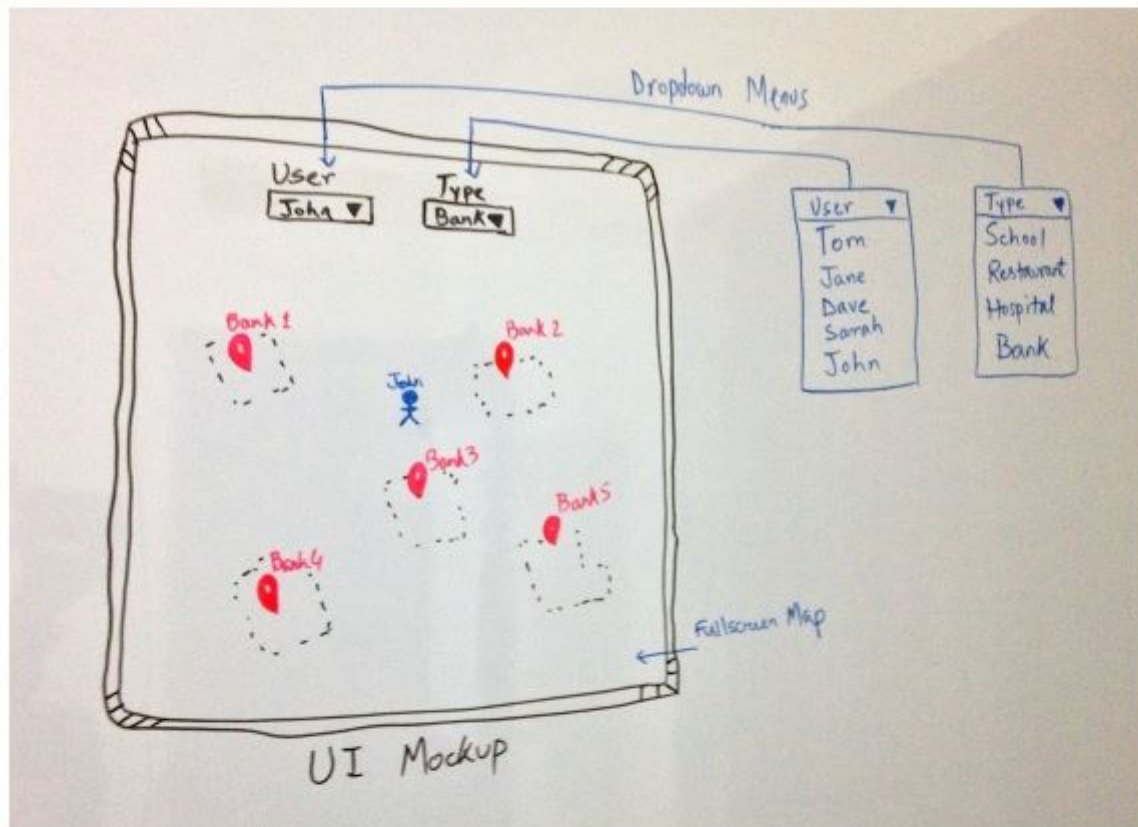 Dropdown Menus
User
John
Type
Bank
User
Tom
Jane
Dave
Sarah
John
Type
School
Restaurant
Hospital
Bank
Bank 1
Bank 2
John
Bank3
Bank5
Bank4
Fullscreen Map
UI Mockup